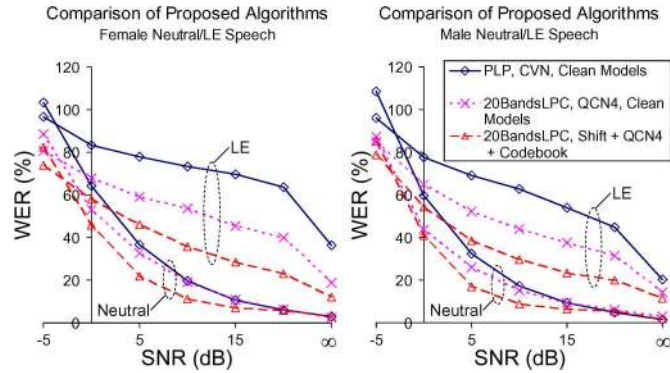 Comparison of Proposed Algorithms
Female Neutral/LE Speech
120
100
80
60
40
20
0
WER (%)
-5
5
15
∞
SNR (dB)
LE
Neutral
Comparison of Proposed Algorithms
Male Neutral/LE Speech
120
100
80
60
40
20
0
WER (%)
-5
5
15
∞
SNR (dB)
PLP, CVN, Clean Models
20BandsLPC, QCN4, Clean
Models
20BandsLPC, Shift + QCN4
+ Codebook
LE
Neutral